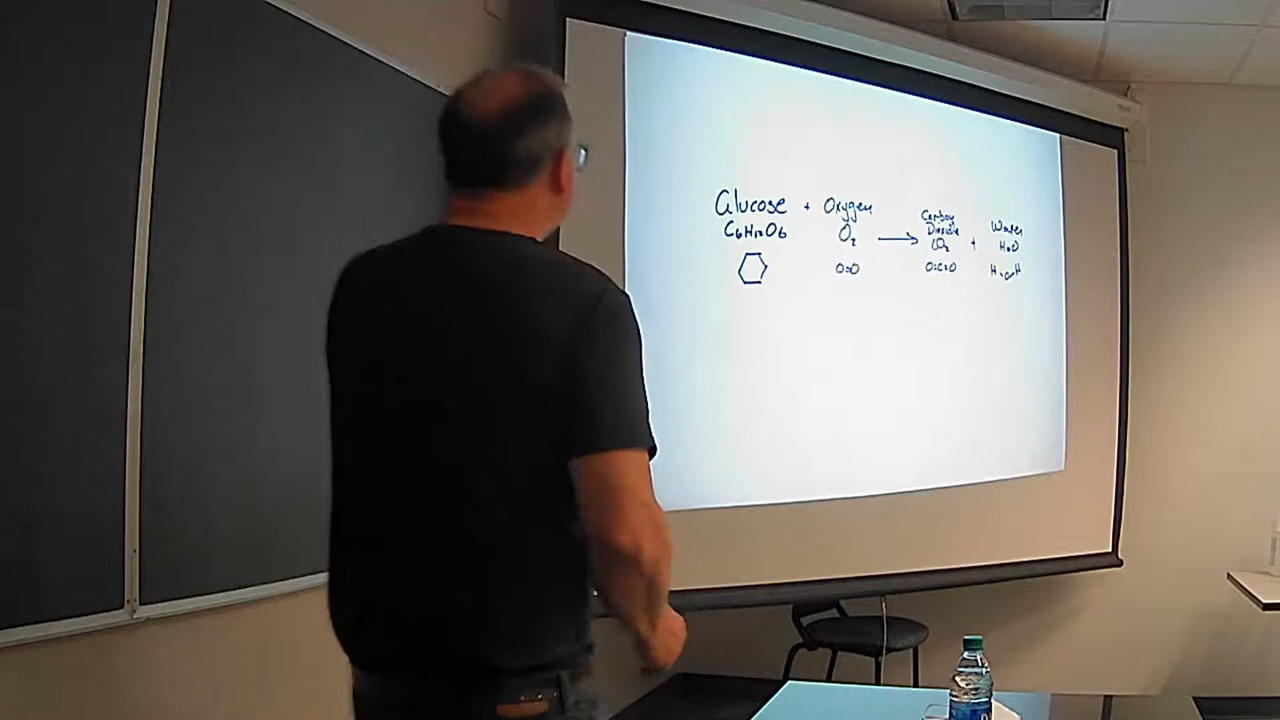 Glucose + Oxygen
C6H12O6 O2
Carbon
Dioxide
CO2 +
Water
H2O
O=O O=C=O H-O-H